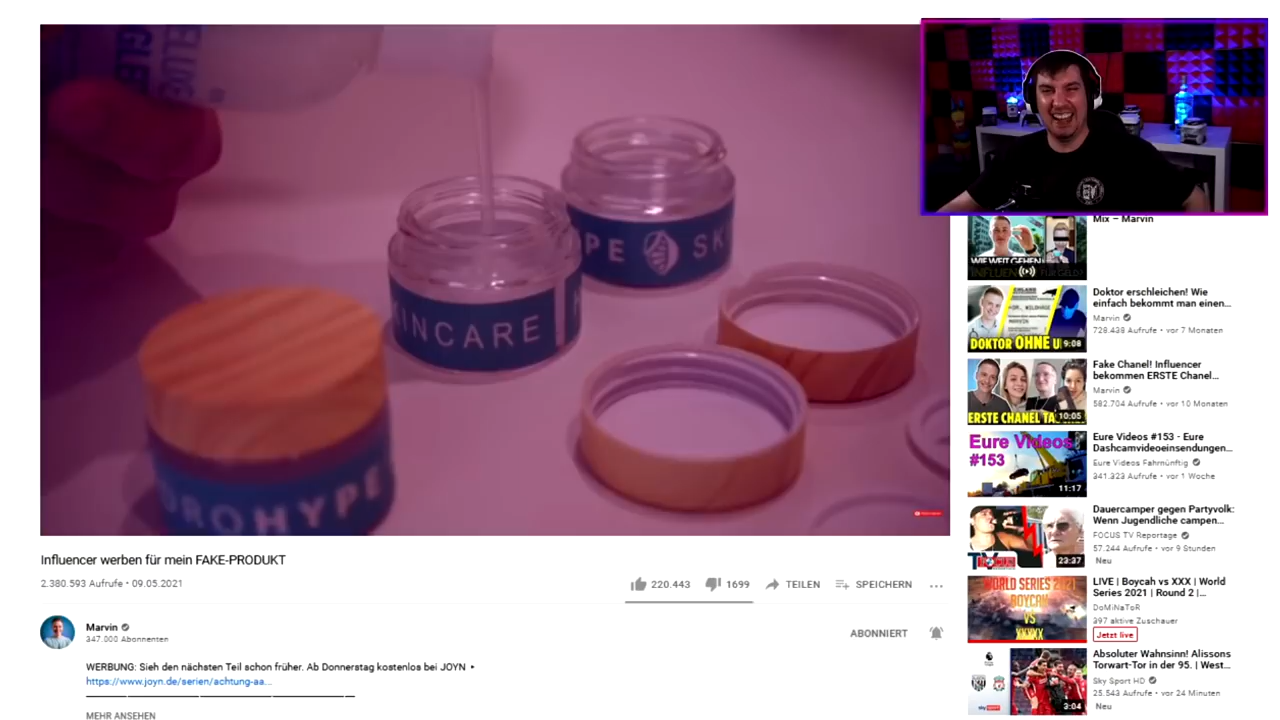 SKINCARE
HYDROHYPE
Influencer werben für mein FAKE-PRODUKT
2.380.593 Aufrufe • 09.05.2021
220.443 1699 TEILEN SPEICHERN
Marvin
347.000 Abonnenten
ABONNIERT
WERBUNG: Sieh den nächsten Teil schon früher. Ab Donnerstag kostenlos bei JOYN
https://www.joyn.de/serien/achtung-aa...
MEHR ANSEHEN
Mix – Marvin
WIE WEIT GEHEN
Doktor erschleichen! Wie
einfach bekommt man einen...
Marvin
728.438 Aufrufe • vor 7 Monaten
DOKTOR OHNE U
9:08
Fake Chanel! Influencer
bekommen ERSTE Chanel...
Marvin
582.704 Aufrufe • vor 10 Monaten
ERSTE CHANEL TA
10:05
Eure Videos
#153
11:17
Eure Videos #153 - Eure
Dashcamvideoeinsendungen...
Eure Videos Fahrnünftig
341.323 Aufrufe • vor 1 Woche
Dauercamper gegen Partyvolk:
Wenn Jugendliche campen...
FOCUS TV Reportage
57.244 Aufrufe • vor 9 Stunden
Neu
23:37
WORLD SERIES 2021
BOYCAH
VS
XXXXX
LIVE | Boycah vs XXX | World
Series 2021 | Round 2 |...
DoMiNaToR
397 aktive Zuschauer
Jetzt live
Absoluter Wahnsinn! Alissons
Torwart-Tor in der 95. | West...
Sky Sport HD
25.543 Aufrufe • vor 24 Minuten
Neu
sky sport
3:04